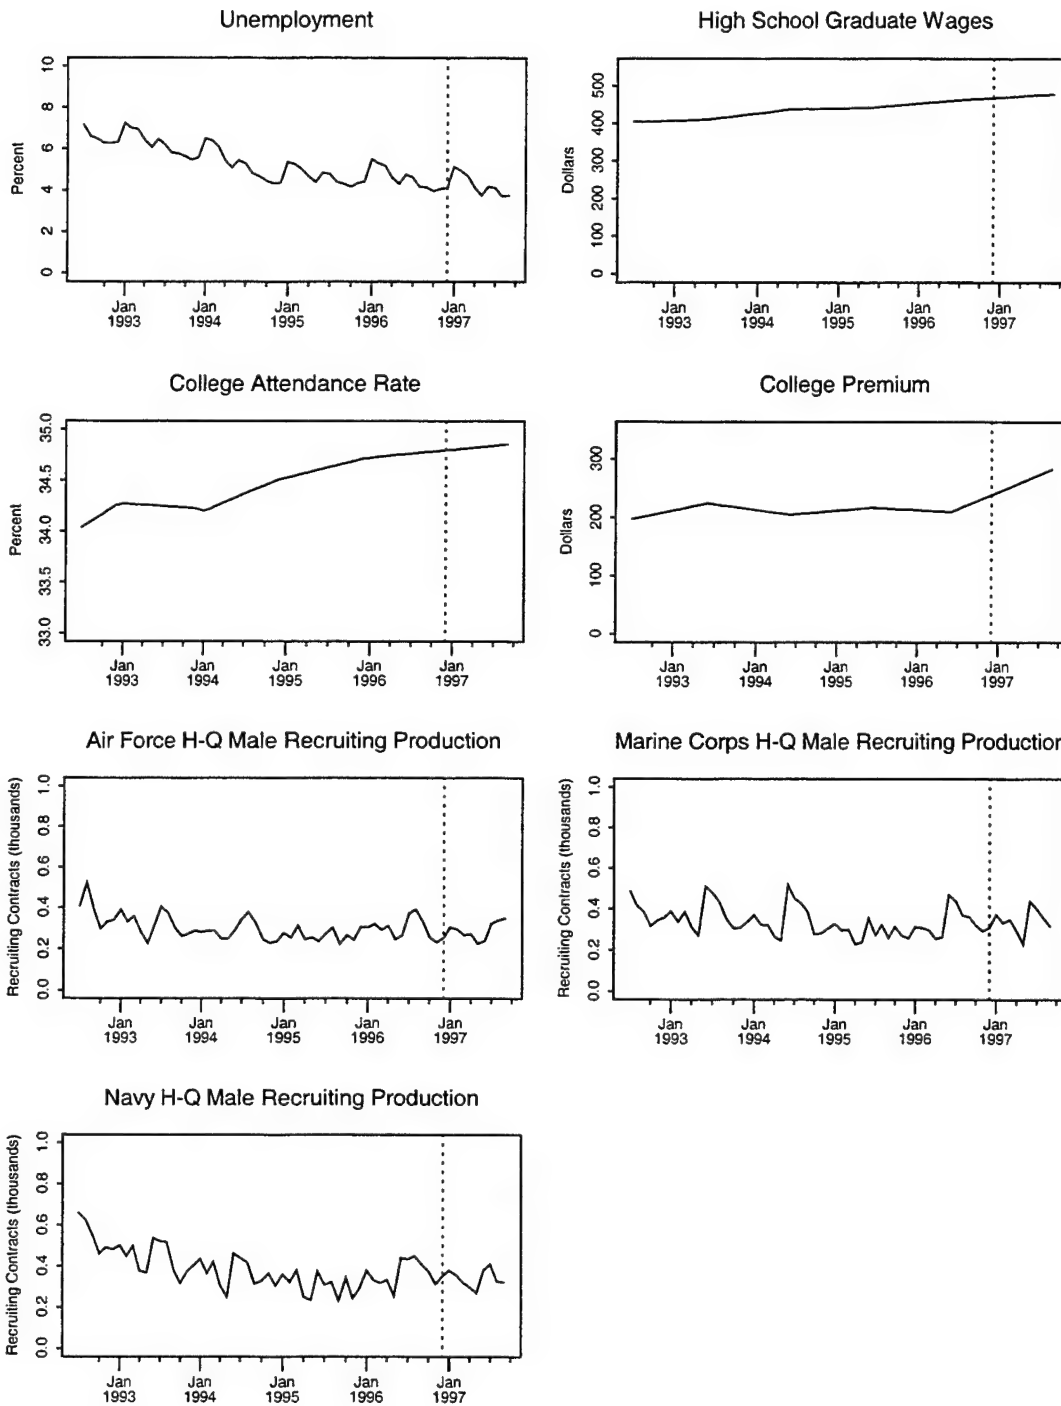 Unemployment
Percent
10
8
6
4
2
0
Jan
1993
Jan
1994
Jan
1995
Jan
1996
Jan
1997
High School Graduate Wages
Dollars
500
400
300
200
100
0
Jan
1993
Jan
1994
Jan
1995
Jan
1996
Jan
1997
College Attendance Rate
Percent
35.0
34.5
34.0
33.5
33.0
Jan
1993
Jan
1994
Jan
1995
Jan
1996
Jan
1997
College Premium
Dollars
300
200
100
0
Jan
1993
Jan
1994
Jan
1995
Jan
1996
Jan
1997
Air Force H-Q Male Recruiting Production
Recruiting Contracts (thousands)
1.0
0.8
0.6
0.4
0.2
0.0
Jan
1993
Jan
1994
Jan
1995
Jan
1996
Jan
1997
Marine Corps H-Q Male Recruiting Production
Recruiting Contracts (thousands)
1.0
0.8
0.6
0.4
0.2
0.0
Jan
1993
Jan
1994
Jan
1995
Jan
1996
Jan
1997
Navy H-Q Male Recruiting Production
Recruiting Contracts (thousands)
1.0
0.8
0.6
0.4
0.2
0.0
Jan
1993
Jan
1994
Jan
1995
Jan
1996
Jan
1997